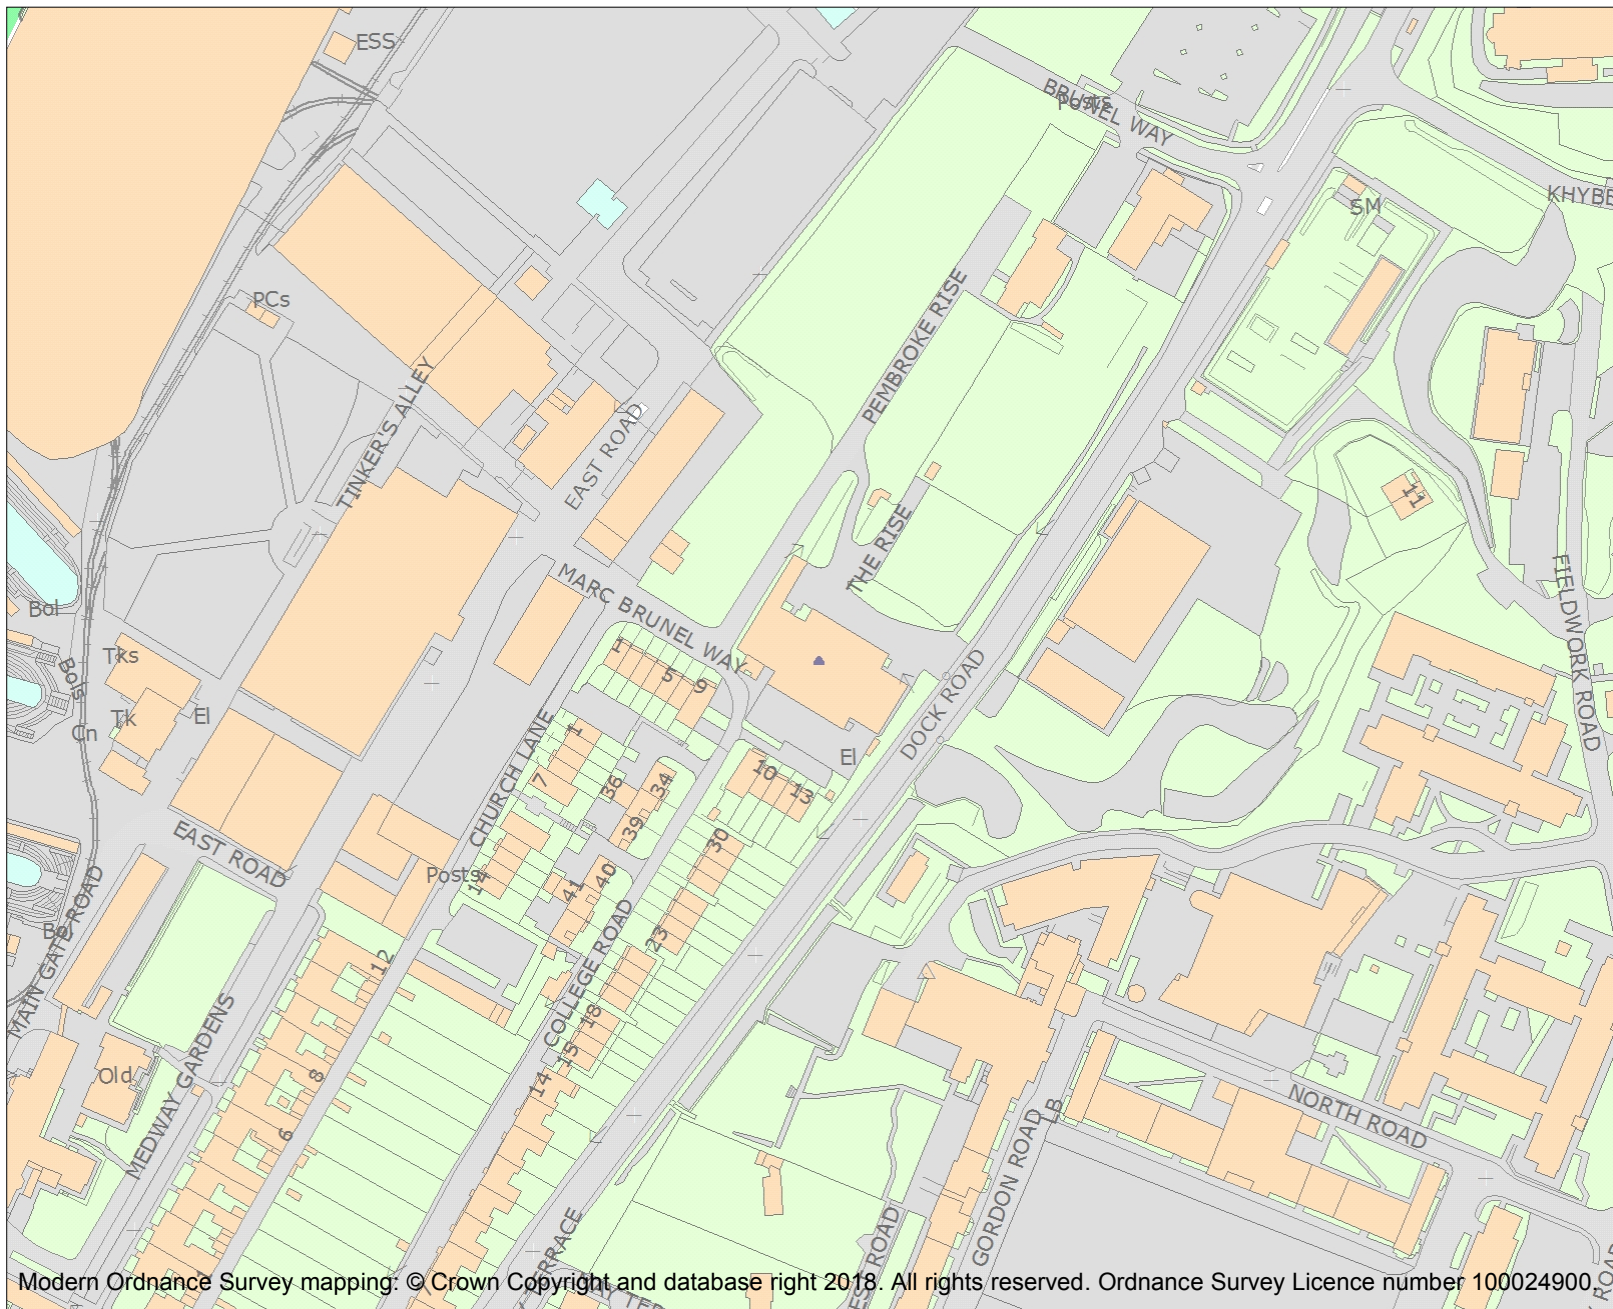 ESS
BRUNEL WAY
Posts
KHYBE
SM
PCs
PEMBROKE RISE
TINKER'S ALLEY
EAST ROAD
11
THE RISE
MARC BRUNEL WAY
FIELDWORK ROAD
Bol
Tks
Bols
1
5
9
Tk
El
Cn
DOCK ROAD
CHURCH LANE
1
El
7
36
34
10
13
39
EAST ROAD
30
Posts
14
41
40
MAIN GATE ROAD
Bol
COLLEGE ROAD
23
12
18
MEDWAY GARDENS
15
Old
8
14
LB
NORTH ROAD
6
GORDON ROAD
TERRACE
ROAD
Modern Ordnance Survey mapping: © Crown Copyright and database right 2018. All rights reserved. Ordnance Survey Licence number 100024900.